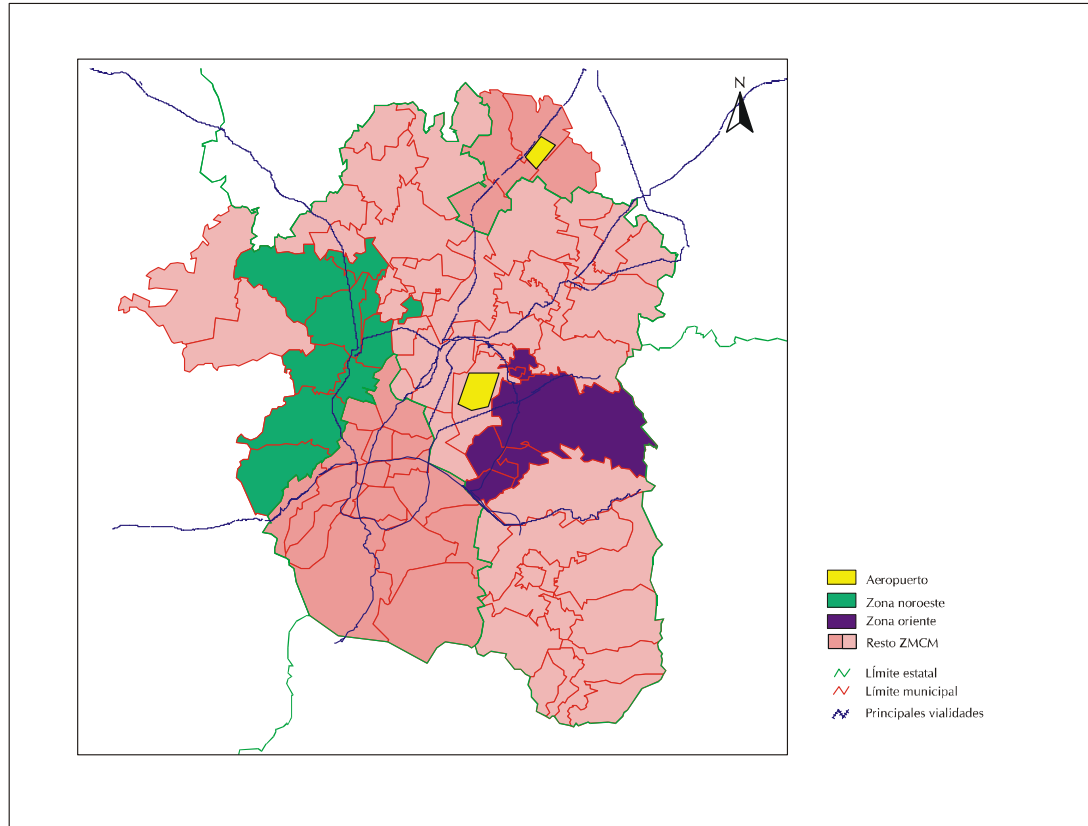 N
Aeropuerto
Zona noroeste
Zona oriente
Resto ZMCM
LÍmite estatal
Límite municipal
Principales vialidades